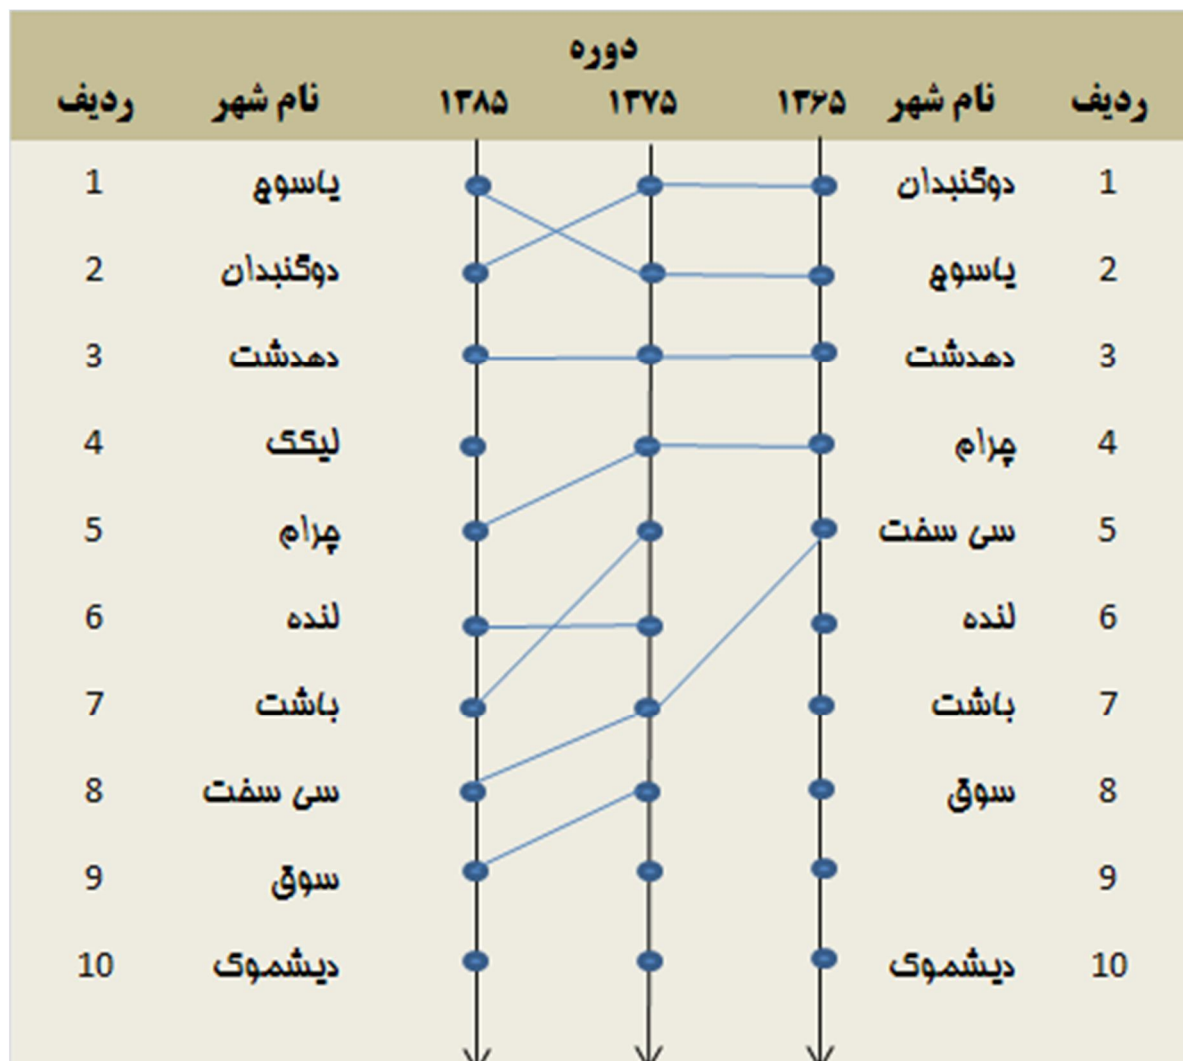 دوره
ردیف نام شهر ۱۳۶۵ ۱۳۷۵ ۱۳۸۵ نام شهر ردیف
1 دوگنبدان یاسوج 1
2 یاسوج دوگنبدان 2
3 دهدشت دهدشت 3
4 چرام لیکک 4
5 سی سخت چرام 5
6 لنده لنده 6
7 باشت باشت 7
8 سوق سی سخت 8
9 سوق 9
10 دیشموک دیشموک 10